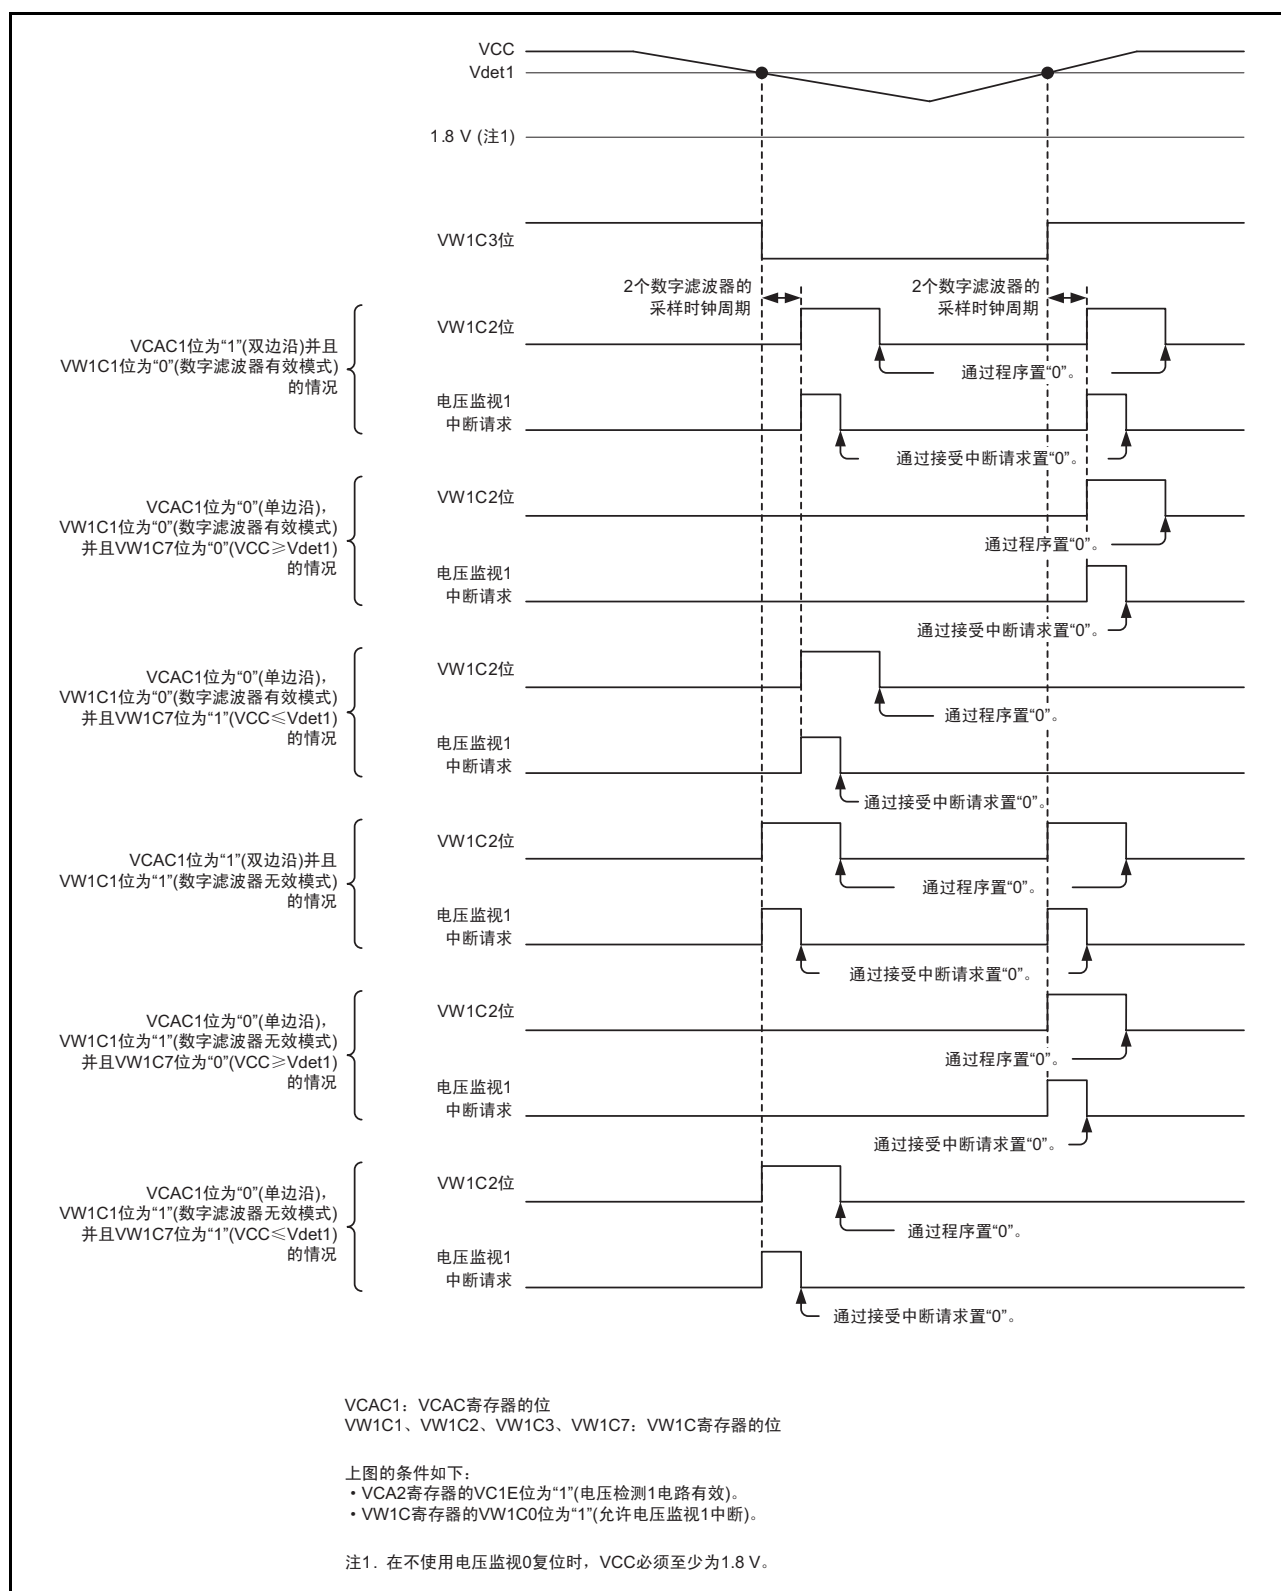 VCC
Vdet1
1.8 V (注1)
VW1C3位
2个数字滤波器的
采样时钟周期
2个数字滤波器的
采样时钟周期
VCAC1位为“1”(双边沿)并且
VW1C1位为“0”(数字滤波器有效模式)
的情况
VW1C2位
通过程序置“0”。
电压监视1
中断请求
通过接受中断请求置“0”。
VCAC1位为“0”(单边沿),
VW1C1位为“0”(数字滤波器有效模式)
并且VW1C7位为“0”(VCC≥Vdet1)
的情况
VW1C2位
通过程序置“0”。
电压监视1
中断请求
通过接受中断请求置“0”。
VCAC1位为“0”(单边沿),
VW1C1位为“0”(数字滤波器有效模式)
并且VW1C7位为“1”(VCC≤Vdet1)
的情况
VW1C2位
通过程序置“0”。
电压监视1
中断请求
通过接受中断请求置“0”。
VCAC1位为“1”(双边沿)并且
VW1C1位为“1”(数字滤波器无效模式)
的情况
VW1C2位
通过程序置“0”。
电压监视1
中断请求
通过接受中断请求置“0”。
VCAC1位为“0”(单边沿),
VW1C1位为“1”(数字滤波器无效模式)
并且VW1C7位为“0”(VCC≥Vdet1)
的情况
VW1C2位
通过程序置“0”。
电压监视1
中断请求
通过接受中断请求置“0”。
VCAC1位为“0”(单边沿),
VW1C1位为“1”(数字滤波器无效模式)
并且VW1C7位为“1”(VCC≤Vdet1)
的情况
VW1C2位
通过程序置“0”。
电压监视1
中断请求
通过接受中断请求置“0”。
VCAC1：VCAC寄存器的位
VW1C1、VW1C2、VW1C3、VW1C7：VW1C寄存器的位
上图的条件如下：
・VCA2寄存器的VC1E位为“1”(电压检测1电路有效)。
・VW1C寄存器的VW1C0位为“1”(允许电压监视1中断)。
注1. 在不使用电压监视0复位时，VCC必须至少为1.8 V。